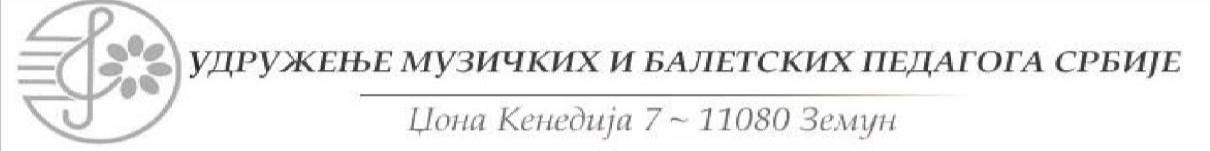 УДРУЖЕЊЕ МУЗИЧКИХ И БАЛЕТСКИХ ПЕДАГОГА СРБИЈЕ
Џона Кенедија 7 ~ 11080 Земун